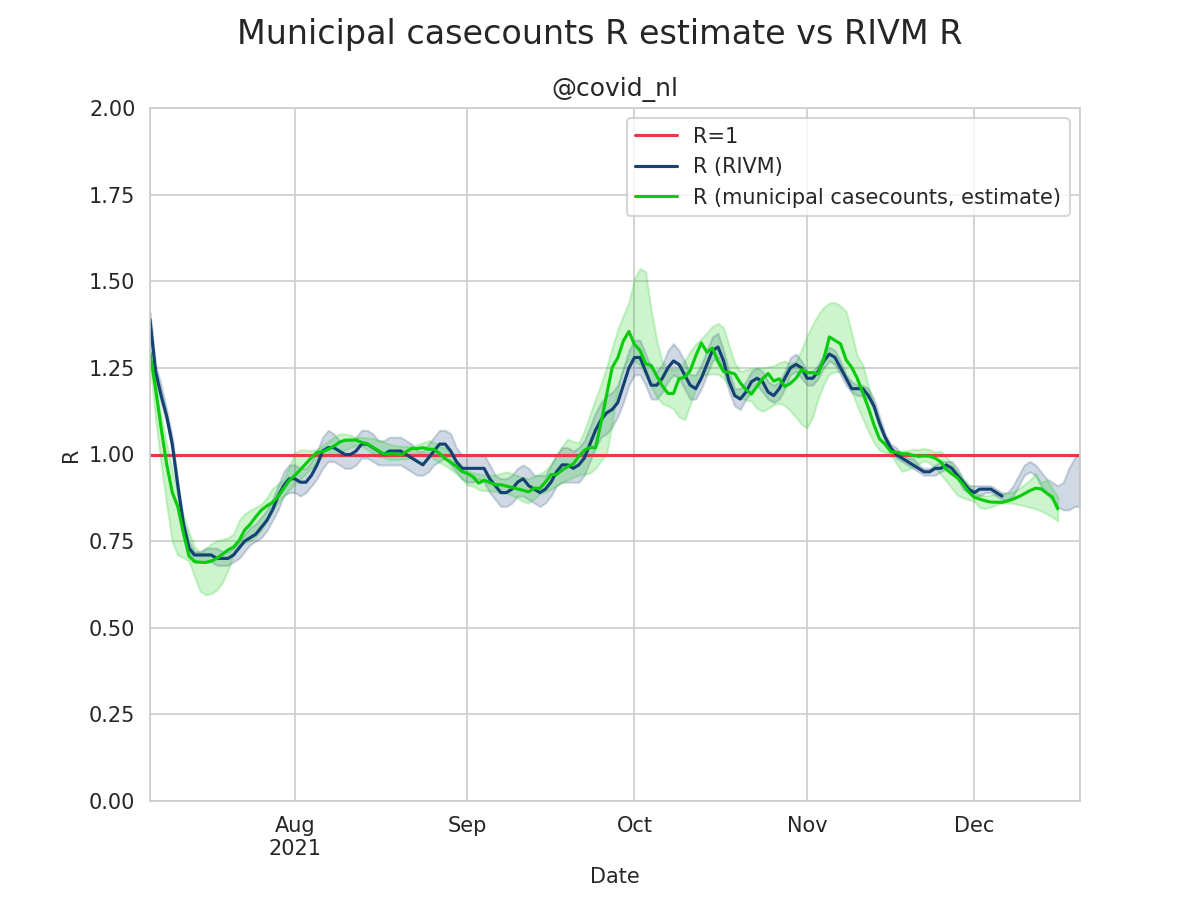 Municipal casecounts R estimate vs RIVM R
@covid_nl
R=1
R (RIVM)
R (municipal casecounts, estimate)
2.00
1.75
1.50
1.25
1.00
0.75
0.50
0.25
0.00
R
Aug
2021
Sep
Oct
Nov
Dec
Date